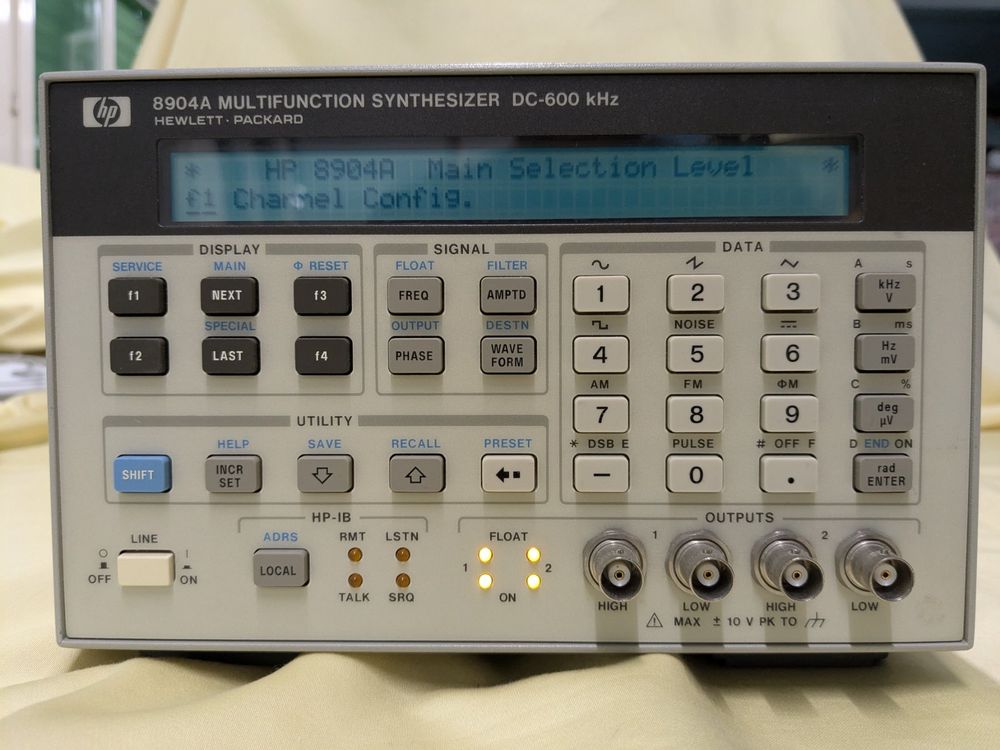 hp
8904A MULTIFUNCTION SYNTHESIZER DC-600 kHz
HEWLETT·PACKARD
* HP 8904A Main Selection Level *
f1 Channel Config.
DISPLAY
SERVICE MAIN Φ RESET
f1 NEXT f3
SPECIAL
f2 LAST f4
SIGNAL
FLOAT FILTER
FREQ AMPTD
OUTPUT DESTN
PHASE WAVE FORM
DATA
A s
1 2 3 kHz V
NOISE B ms
4 5 6 Hz mV
AM FM ΦM C %
7 8 9 deg µV
* DSB E PULSE # OFF F D END ON
− 0 . rad ENTER
UTILITY
HELP SAVE RECALL PRESET
SHIFT INCR SET
LINE
OFF ON
HP-IB
ADRS RMT LSTN
LOCAL
TALK SRQ
OUTPUTS
FLOAT
1 2
ON
1 2
HIGH LOW HIGH LOW
MAX ± 10 V PK TO